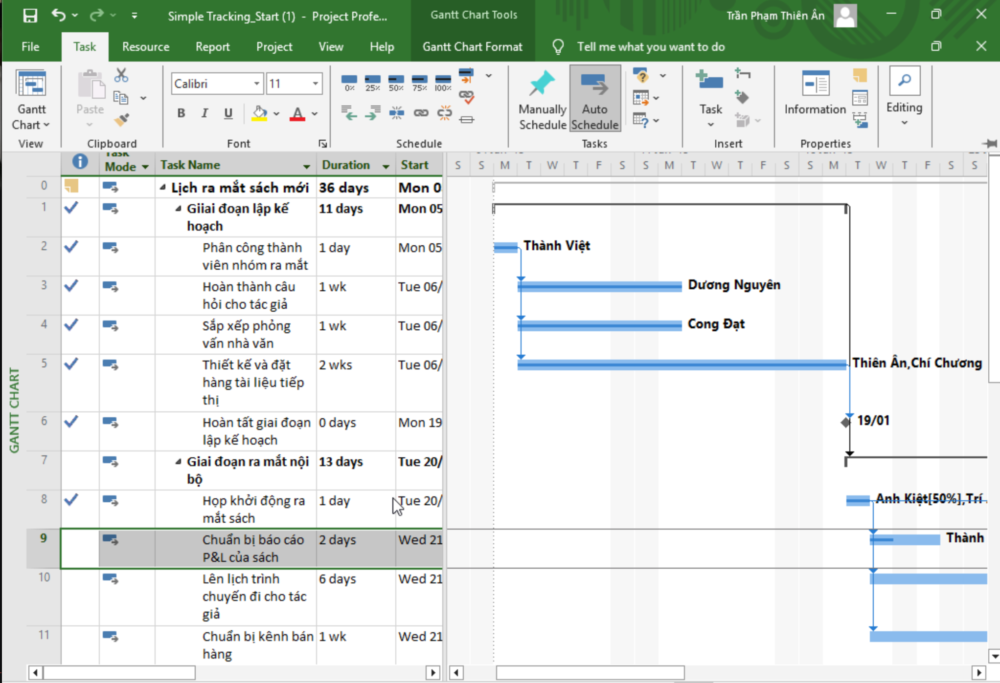 Simple Tracking_Start (1) - Project Profe...
Gantt Chart Tools
Trần Phạm Thiên Ân
File Task Resource Report Project View Help Gantt Chart Format Tell me what you want to do
Calibri 11
0% 25% 50% 75% 100%
B I U A
Gantt Chart
Paste
Manually Schedule
Auto Schedule
Task
Information
Editing
View Clipboard Font Schedule Tasks Insert Properties
Task Mode Task Name Duration Start
S S M T W T F S S M T W T F S S M T W T F S S
GANTT CHART
0 Lịch ra mắt sách mới 36 days Mon 0
1 Giiai đoạn lập kế 11 days Mon 05
hoạch
2 Phân công thành 1 day Mon 05
viên nhóm ra mắt
Thành Việt
3 Hoàn thành câu 1 wk Tue 06/
hỏi cho tác giả
Dương Nguyên
4 Sắp xếp phỏng 1 wk Tue 06/
vấn nhà văn
Cong Đạt
5 Thiết kế và đặt 2 wks Tue 06/
hàng tài liệu tiếp
thị
Thiên Ân,Chí Chương
6 Hoàn tất giai đoạn 0 days Mon 19
lập kế hoạch
19/01
7 Giai đoạn ra mắt nội 13 days Tue 20/
bộ
8 Họp khởi động ra 1 day Tue 20/
mắt sách
Anh Kiệt[50%],Trí
9 Chuẩn bị báo cáo 2 days Wed 21
P&L của sách
Thành
10 Lên lịch trình 6 days Wed 21
chuyến đi cho tác
giả
11 Chuẩn bị kênh bán 1 wk Wed 21
hàng